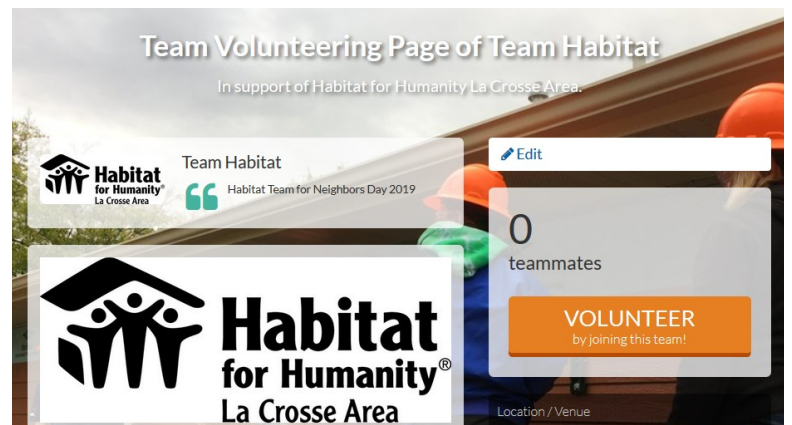 Team Volunteering Page of Team Habitat
In support of Habitat for Humanity La Crosse Area.
Habitat
for Humanity®
La Crosse Area
Team Habitat
Habitat Team for Neighbors Day 2019
Edit
0
teammates
VOLUNTEER
by joining this team!
Habitat
for Humanity®
La Crosse Area
Location / Venue